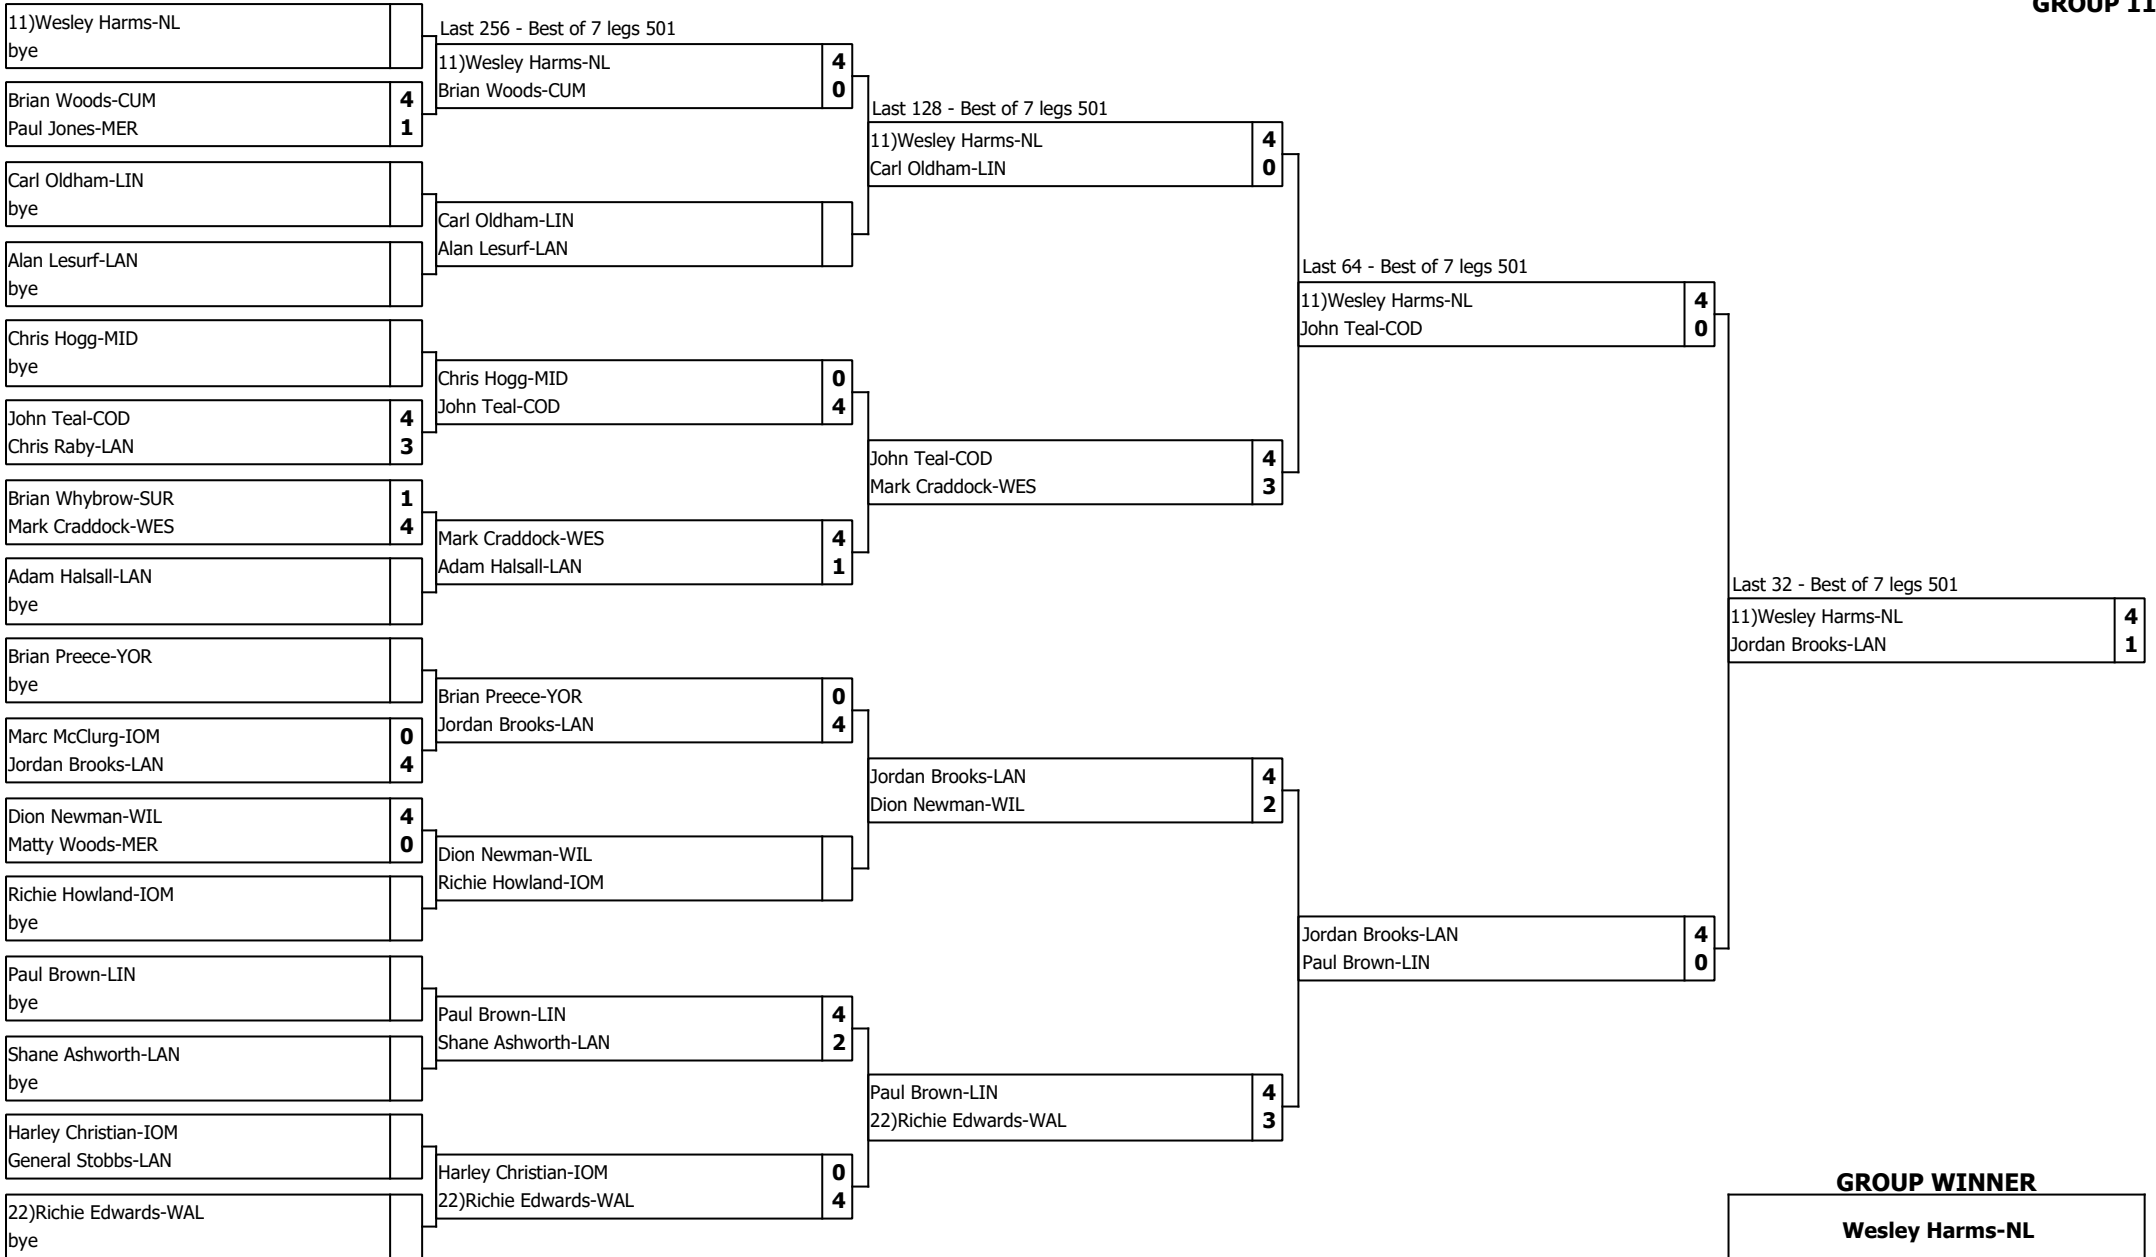 GROUP 11
11)Wesley Harms-NL
bye
Brian Woods-CUM 4
Paul Jones-MER 1
Carl Oldham-LIN
bye
Alan Lesurf-LAN
bye
Chris Hogg-MID
bye
John Teal-COD 4
Chris Raby-LAN 3
Brian Whybrow-SUR 1
Mark Craddock-WES 4
Adam Halsall-LAN
bye
Brian Preece-YOR
bye
Marc McClurg-IOM 0
Jordan Brooks-LAN 4
Dion Newman-WIL 4
Matty Woods-MER 0
Richie Howland-IOM
bye
Paul Brown-LIN
bye
Shane Ashworth-LAN
bye
Harley Christian-IOM
General Stobbs-LAN
22)Richie Edwards-WAL
bye
Last 256 - Best of 7 legs 501
11)Wesley Harms-NL 4
Brian Woods-CUM 0
Carl Oldham-LIN
Alan Lesurf-LAN
Chris Hogg-MID 0
John Teal-COD 4
Mark Craddock-WES 4
Adam Halsall-LAN 1
Brian Preece-YOR 0
Jordan Brooks-LAN 4
Dion Newman-WIL
Richie Howland-IOM
Paul Brown-LIN 4
Shane Ashworth-LAN 2
Harley Christian-IOM 0
22)Richie Edwards-WAL 4
Last 128 - Best of 7 legs 501
11)Wesley Harms-NL 4
Carl Oldham-LIN 0
John Teal-COD 4
Mark Craddock-WES 3
Jordan Brooks-LAN 4
Dion Newman-WIL 2
Paul Brown-LIN 4
22)Richie Edwards-WAL 3
Last 64 - Best of 7 legs 501
11)Wesley Harms-NL 4
John Teal-COD 0
Jordan Brooks-LAN 4
Paul Brown-LIN 0
Last 32 - Best of 7 legs 501
11)Wesley Harms-NL 4
Jordan Brooks-LAN 1
GROUP WINNER
Wesley Harms-NL